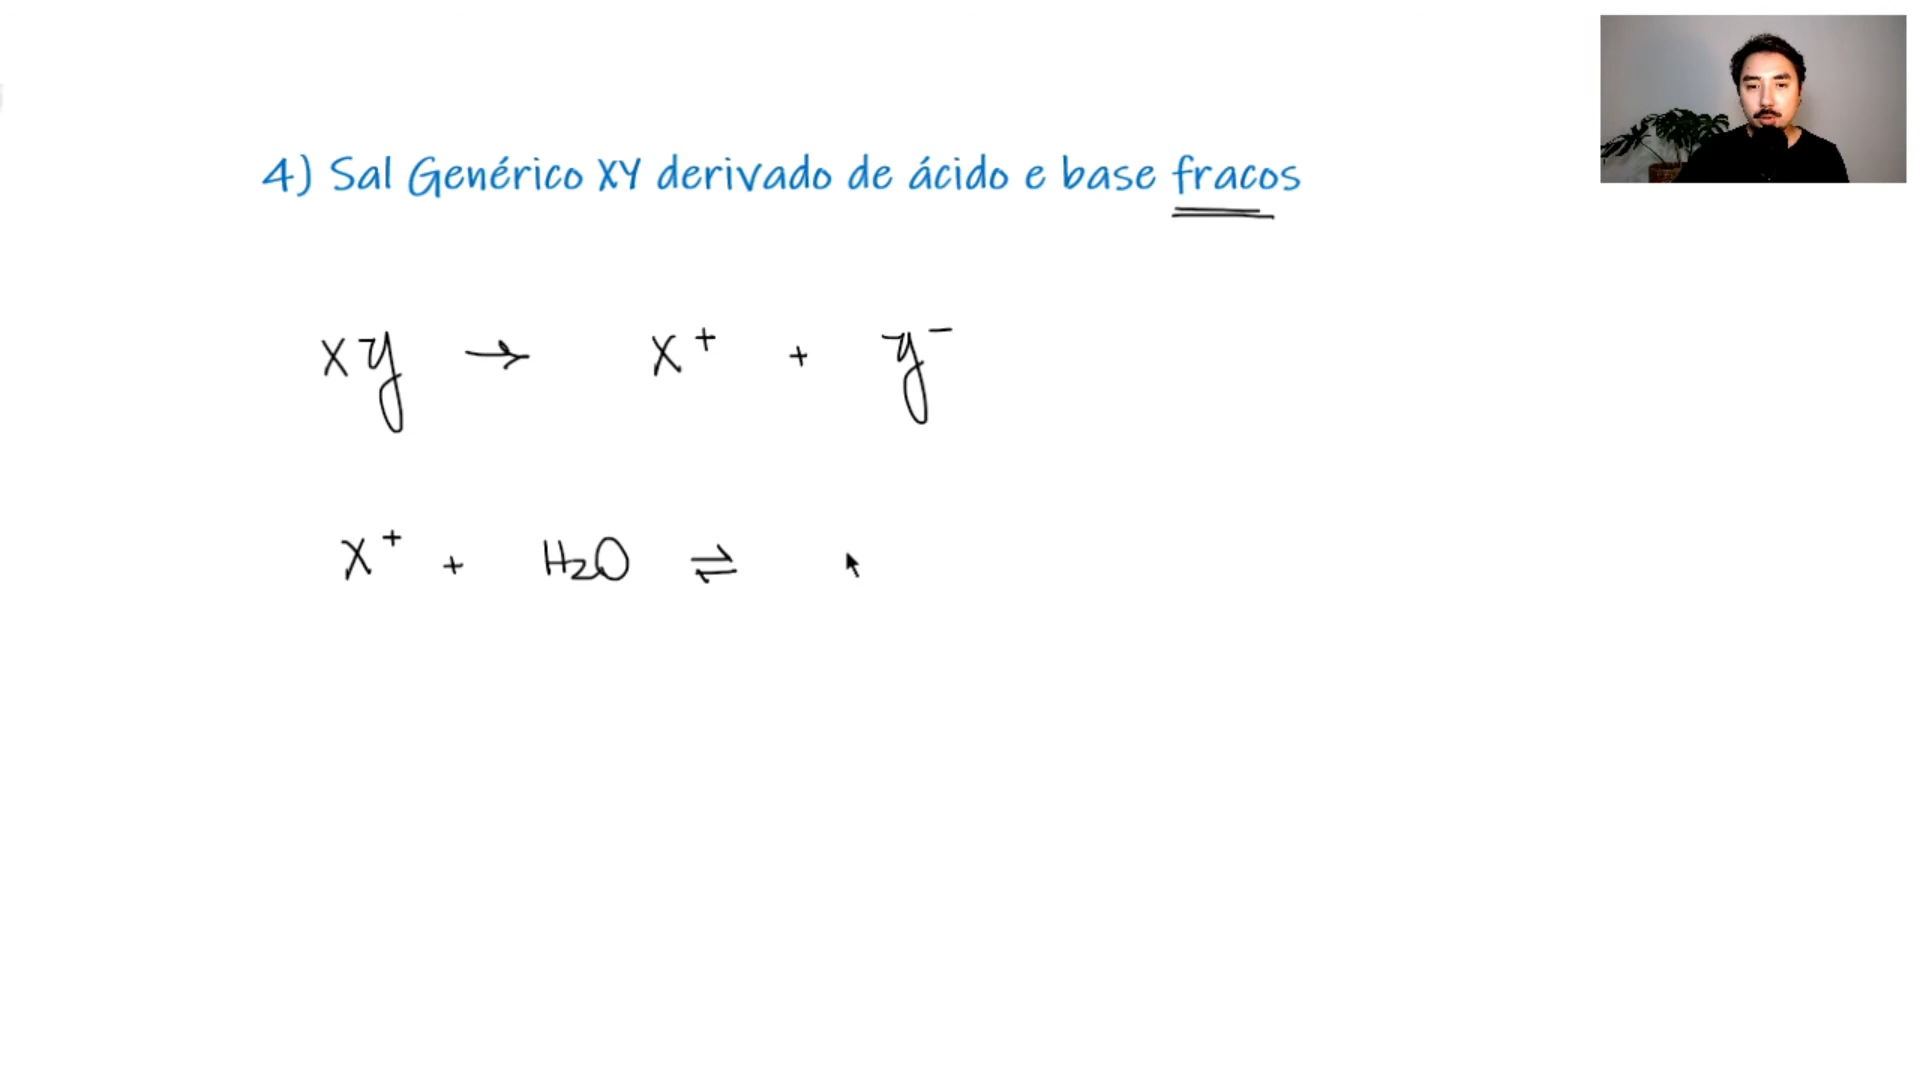 4) Sal Genérico XY derivado de ácido e base fracos
xy → x⁺ + y⁻
x⁺ + H₂O ⇌